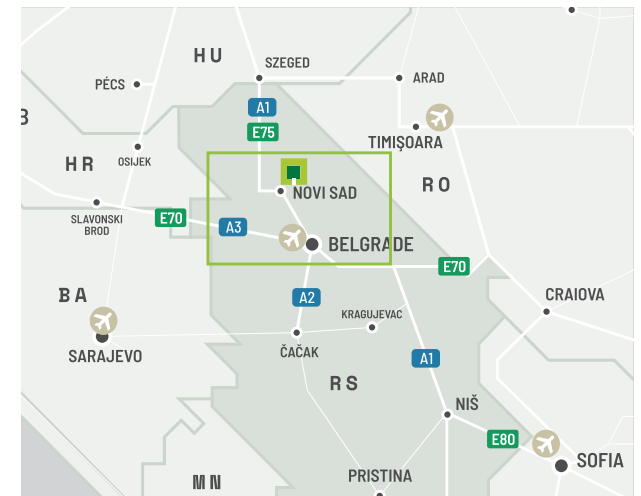 HU
SZEGED
PÉCS
ARAD
A1
B
E75
TIMIŞOARA
HR
OSIJEK
RO
NOVI SAD
SLAVONSKI
BROD
E70
A3
BELGRADE
E70
BA
A2
CRAIOVA
KRAGUJEVAC
SARAJEVO
ČAČAK
A1
RS
NIŠ
E80
SOFIA
MN
PRISTINA